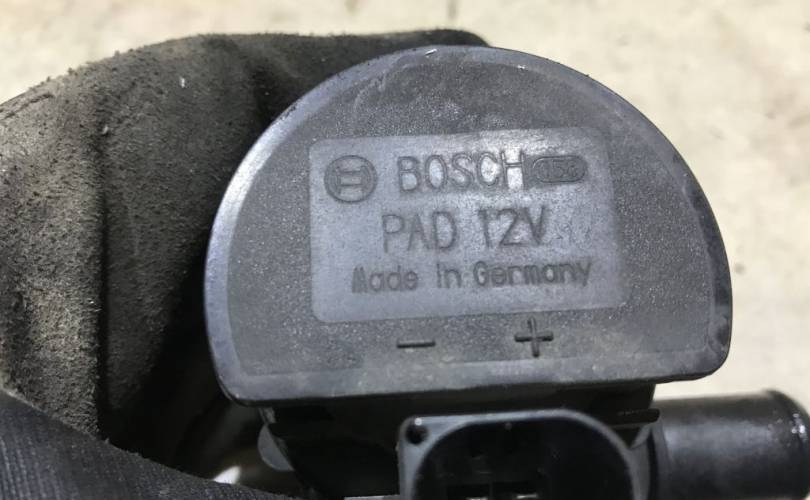 BOSCH
PAD 12V
Made in Germany
- +